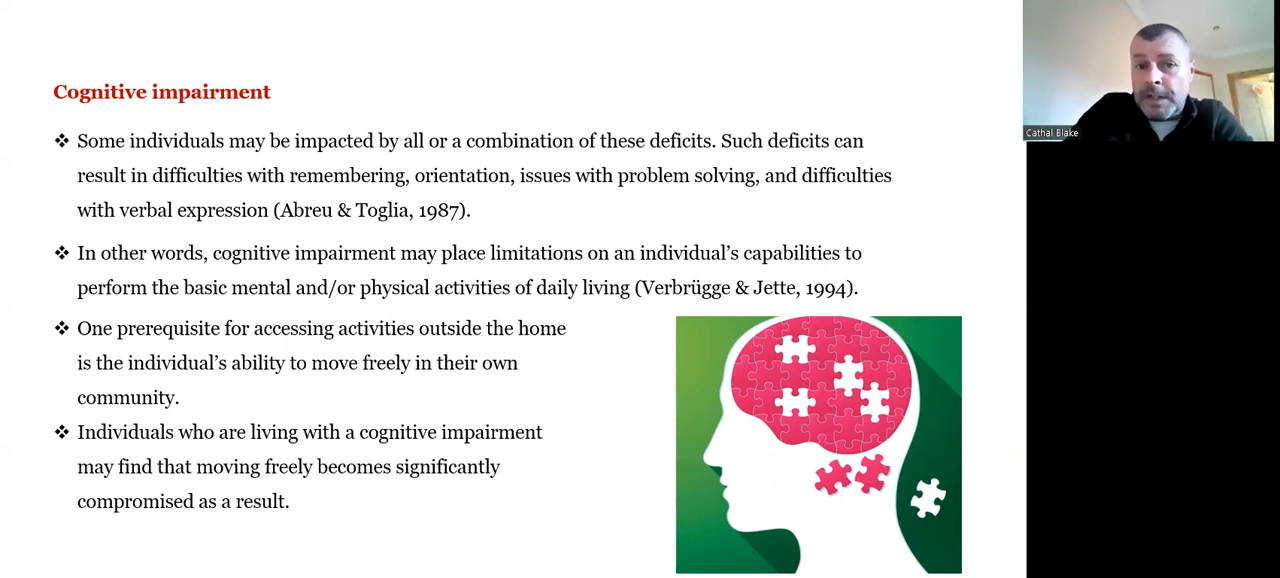 Cognitive impairment
❖ Some individuals may be impacted by all or a combination of these deficits. Such deficits can
result in difficulties with remembering, orientation, issues with problem solving, and difficulties
with verbal expression (Abreu & Toglia, 1987).
❖ In other words, cognitive impairment may place limitations on an individual’s capabilities to
perform the basic mental and/or physical activities of daily living (Verbrügge & Jette, 1994).
❖ One prerequisite for accessing activities outside the home
is the individual’s ability to move freely in their own
community.
❖ Individuals who are living with a cognitive impairment
may find that moving freely becomes significantly
compromised as a result.
Cathal Blake